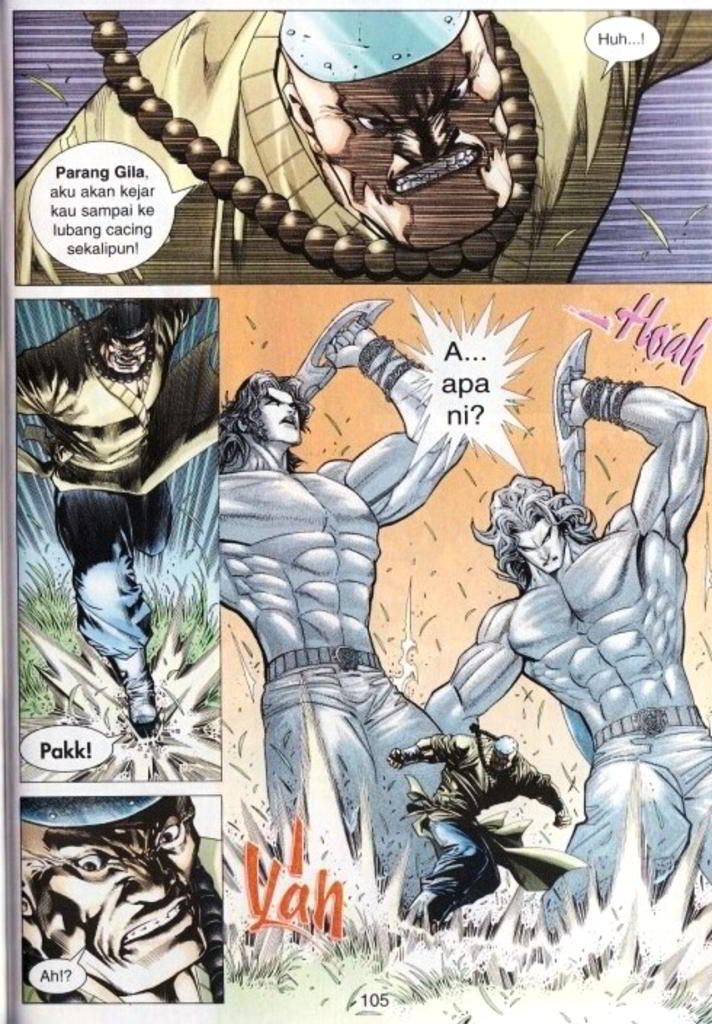 Huh...!
Parang Gila,
aku akan kejar
kau sampai ke
lubang cacing
sekalipun!
Pakk!
A...
apa
ni?
Hoah
Ah!?
Yah
105